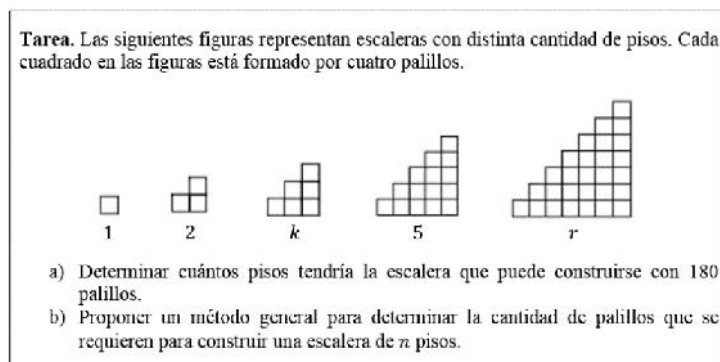 Tarea. Las siguientes figuras representan escaleras con distinta cantidad de pisos. Cada
cuadrado en las figuras está formado por cuatro palillos.
1 2 k 5 r
a) Determinar cuántos pisos tendría la escalera que puede construirse con 180
palillos.
b) Proponer un método general para determinar la cantidad de palillos que se
requieren para construir una escalera de n pisos.